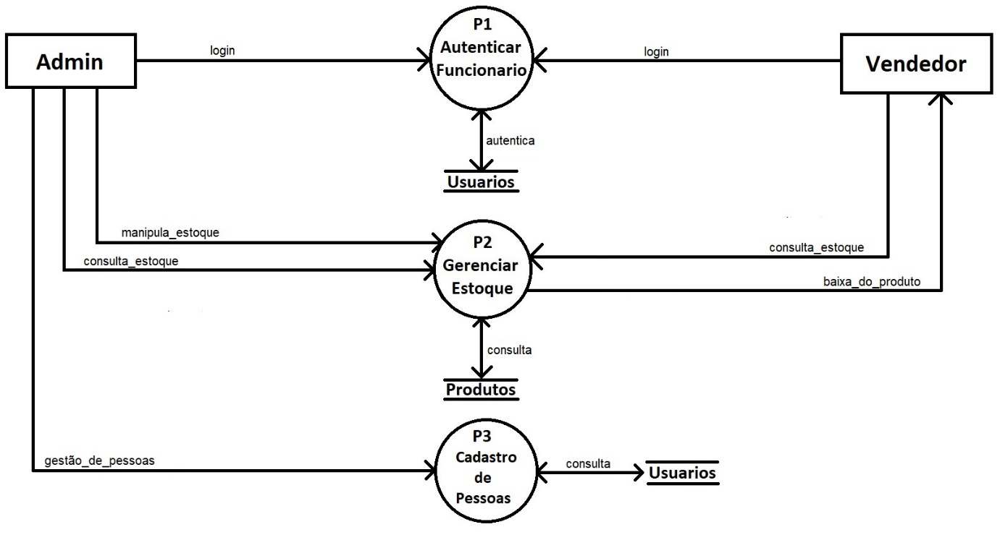 P1
Autenticar
Funcionario
Admin
login
login
Vendedor
autentica
Usuarios
manipula_estoque
consulta_estoque
P2
Gerenciar
Estoque
consulta_estoque
baixa_do_produto
consulta
Produtos
gestão_de_pessoas
P3
Cadastro
de
Pessoas
consulta
Usuarios